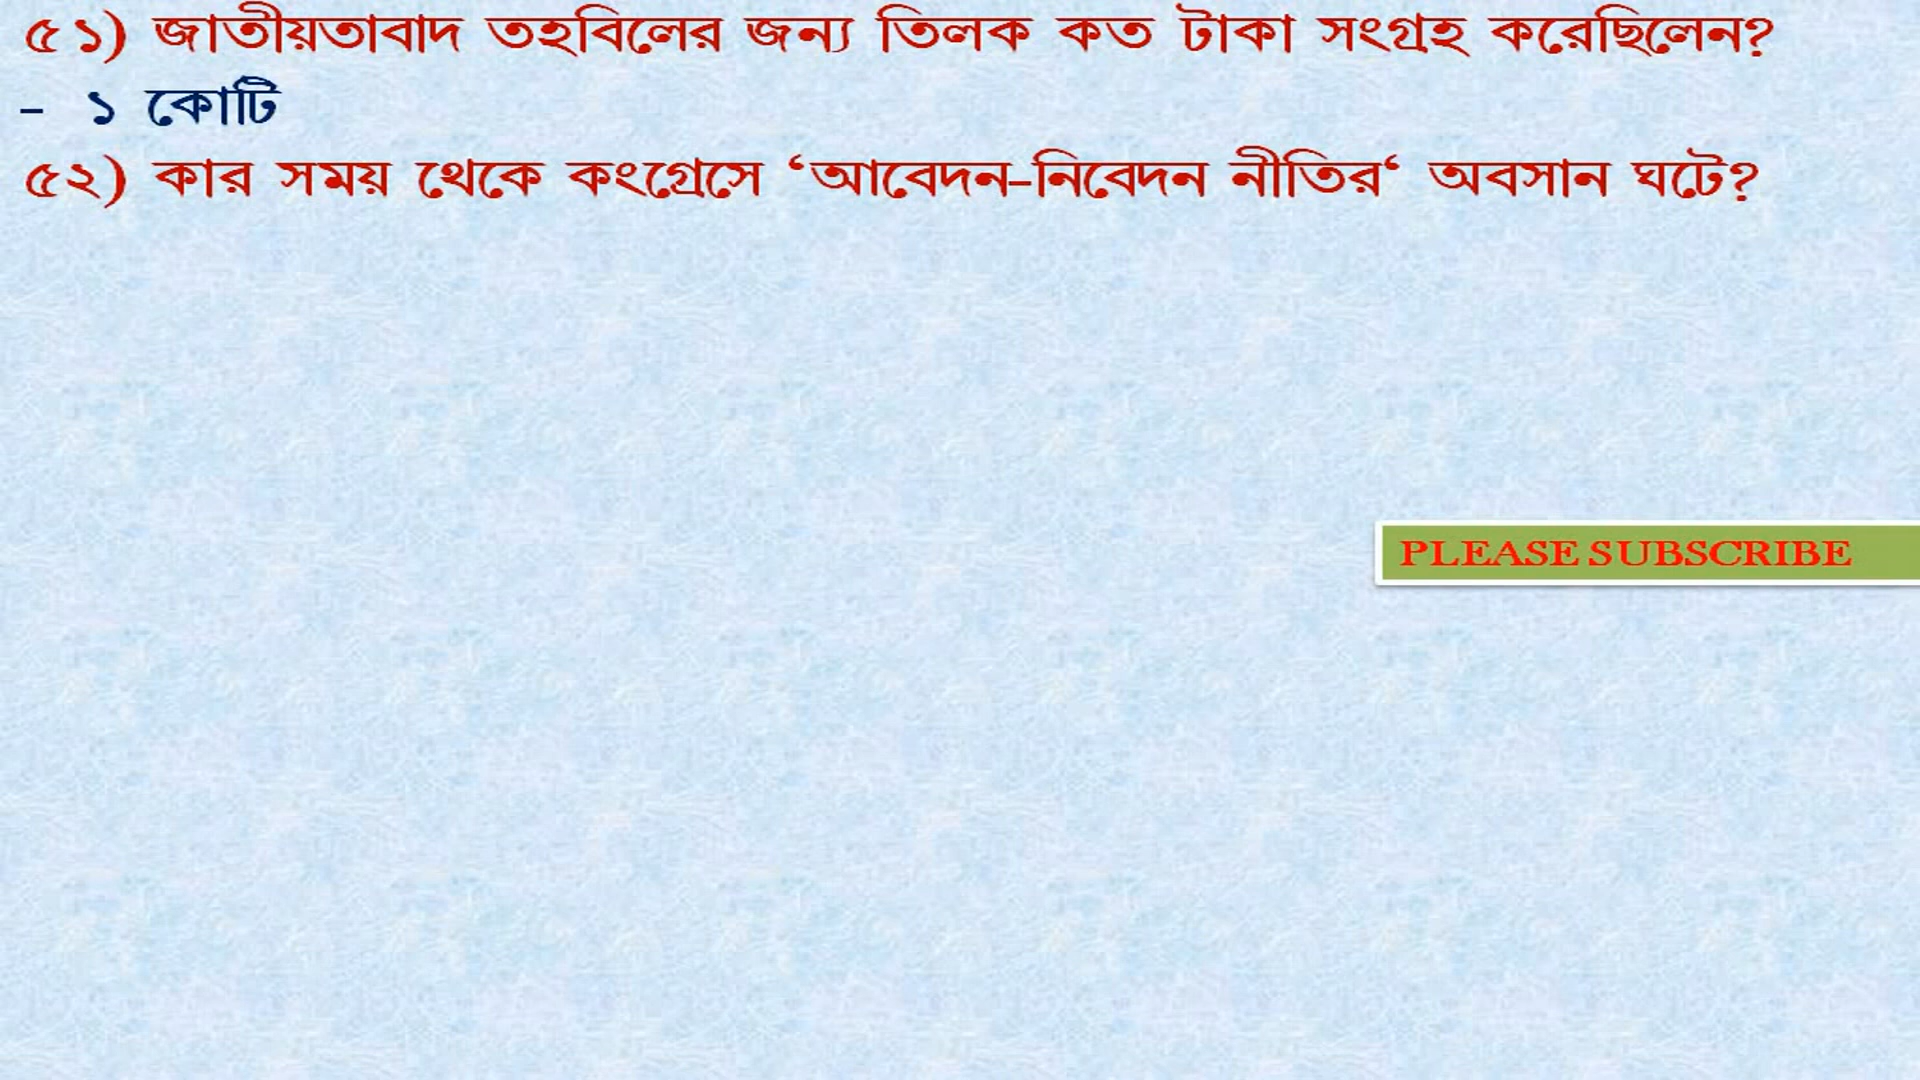 ৫১) জাতীয়তাবাদ তহবিলের জন্য তিলক কত টাকা সংগ্রহ করেছিলেন?
- ১ কোটি
৫২) কার সময় থেকে কংগ্রেসে ‘আবেদন-নিবেদন নীতির‘ অবসান ঘটে?
PLEASE SUBSCRIBE